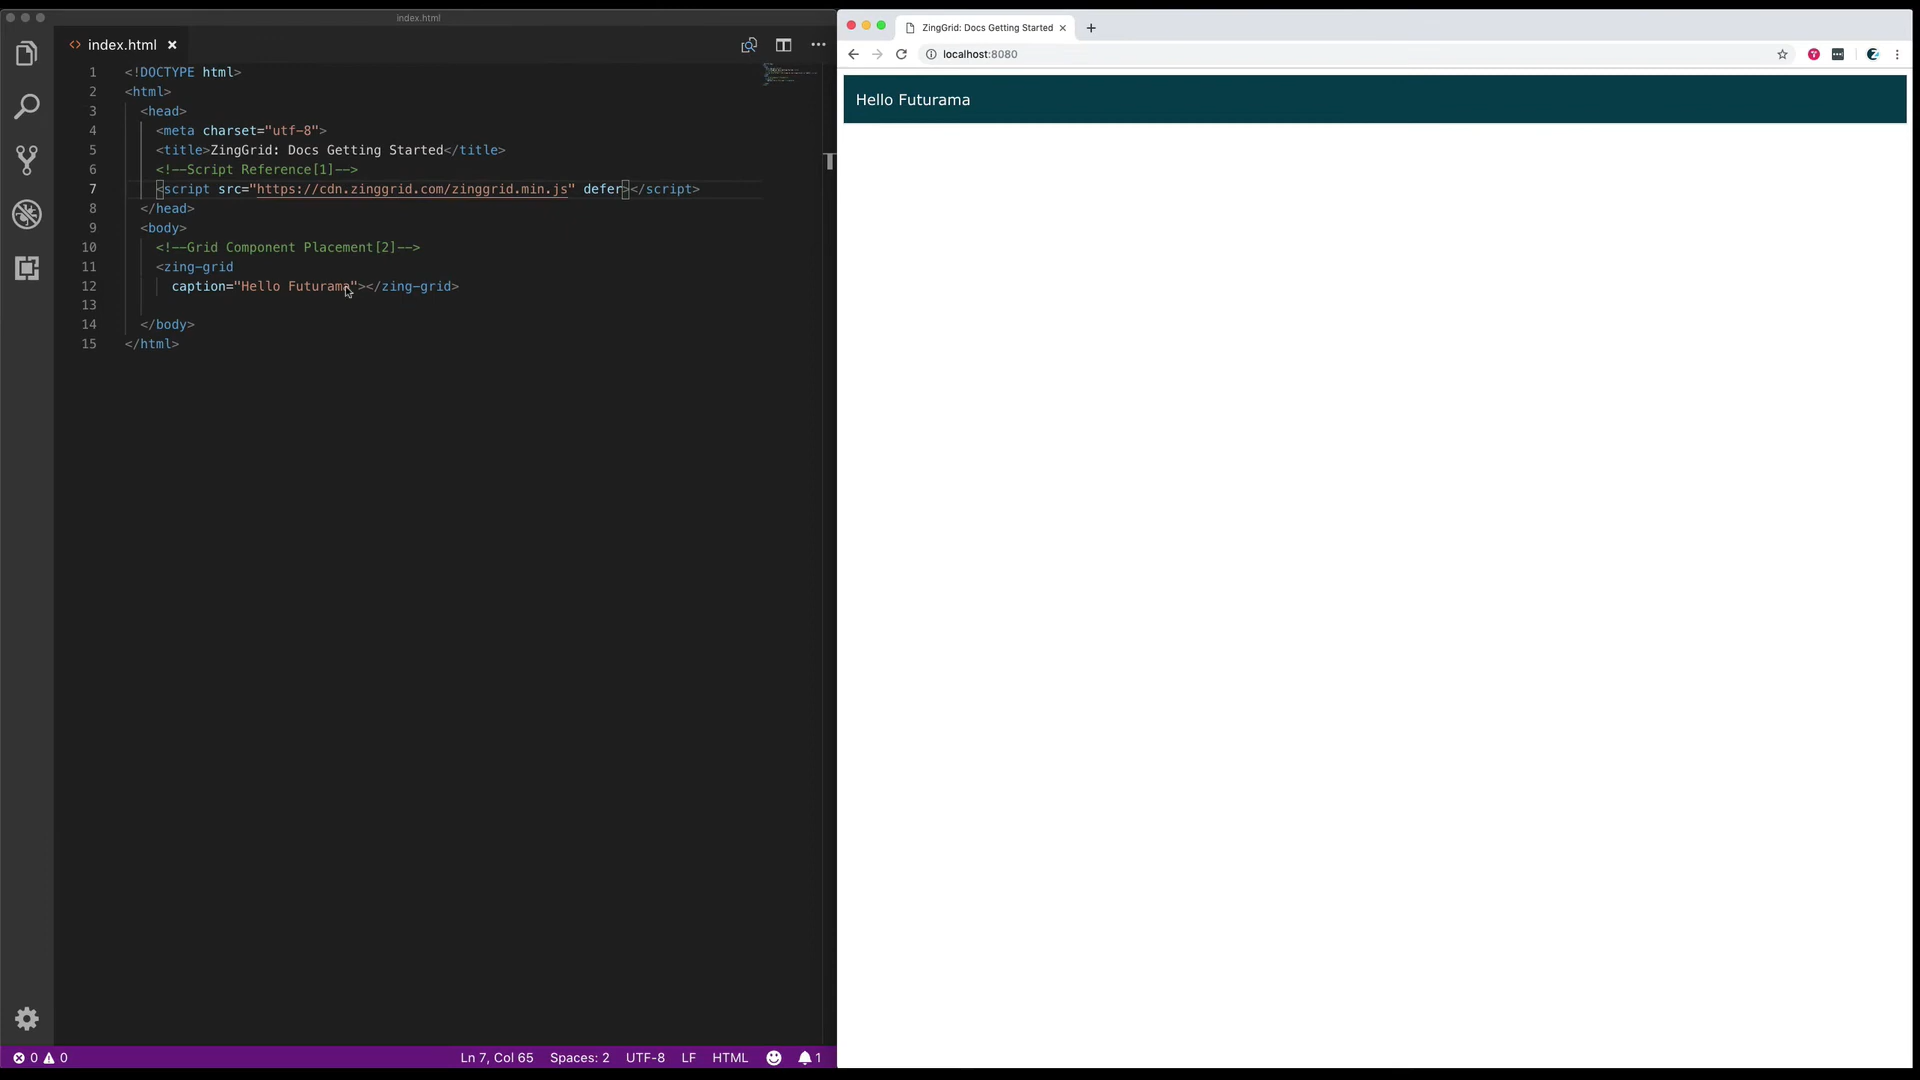 index.html
index.html
1 <!DOCTYPE html>
2 <html>
3 <head>
4 <meta charset="utf-8">
5 <title>ZingGrid: Docs Getting Started</title>
6 <!--Script Reference[1]-->
7 <script src="https://cdn.zinggrid.com/zinggrid.min.js" defer></script>
8 </head>
9 <body>
10 <!--Grid Component Placement[2]-->
11 <zing-grid
12 caption="Hello Futurama"></zing-grid>
13
14 </body>
15 </html>
0 0
Ln 7, Col 65 Spaces: 2 UTF-8 LF HTML 1
ZingGrid: Docs Getting Started
localhost:8080
Hello Futurama